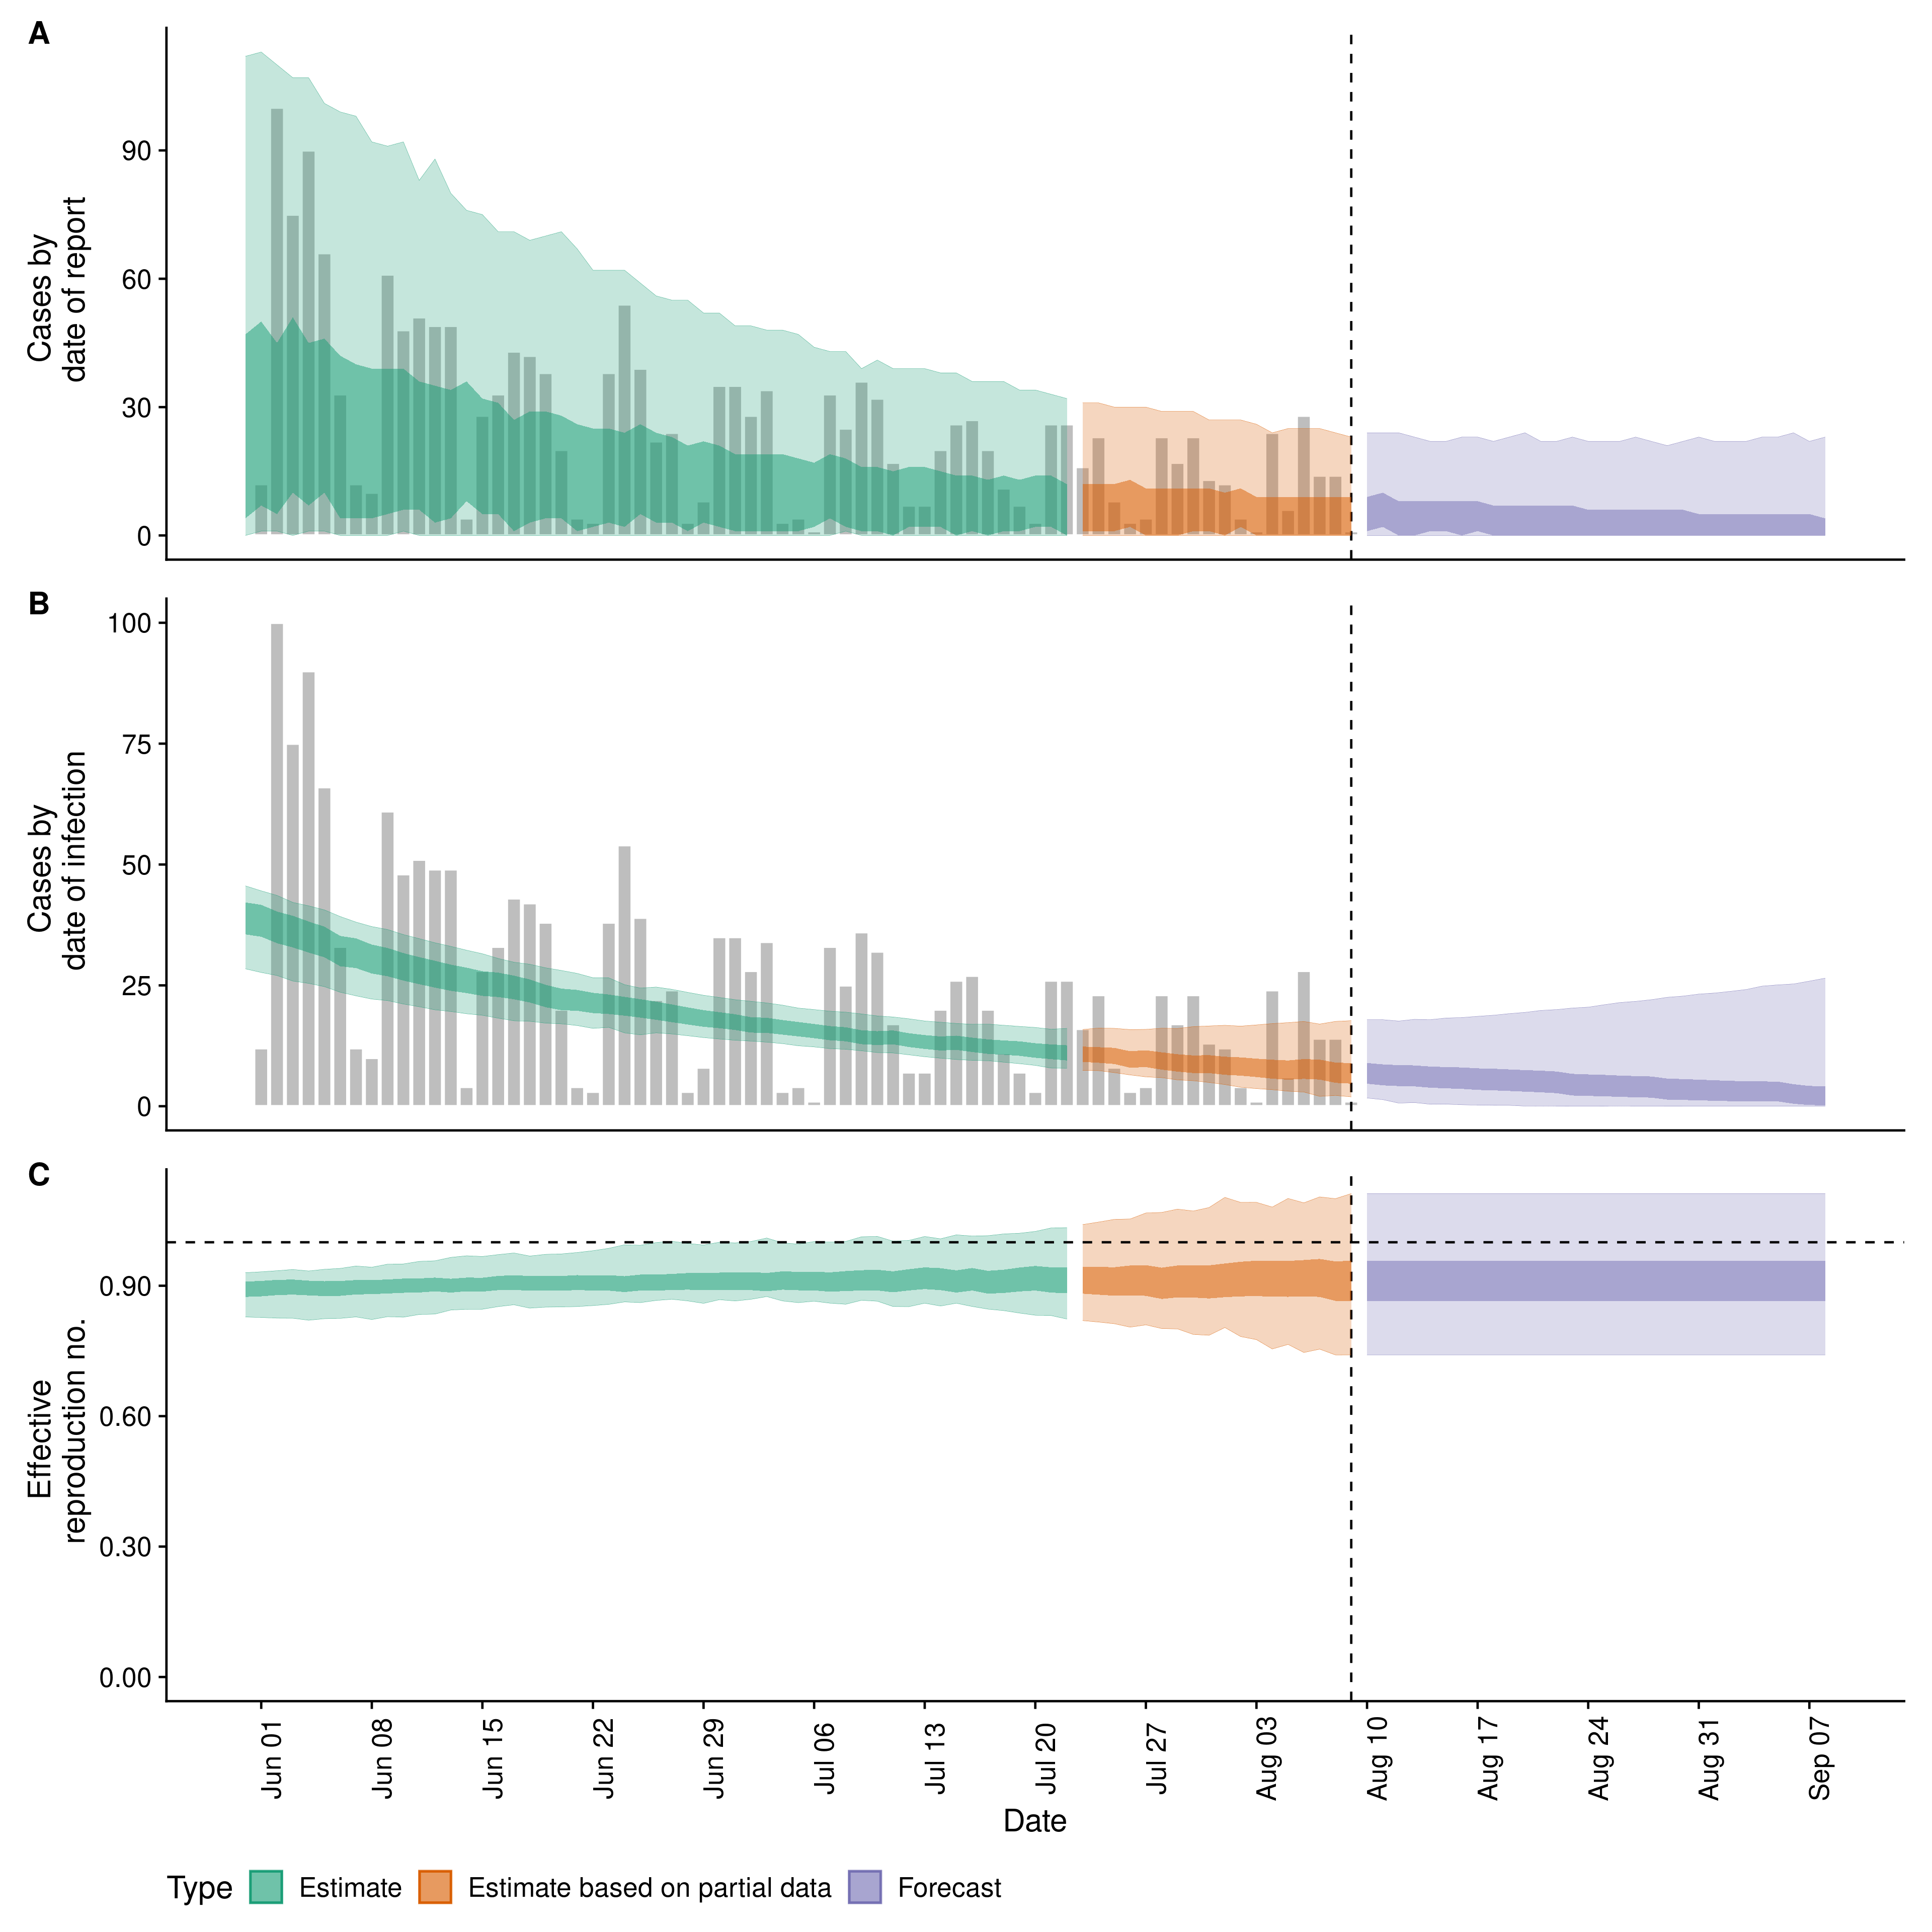 A
Cases by
date of report
90
60
30
0
B
Cases by
date of infection
100
75
50
25
0
C
Effective
reproduction no.
0.90
0.60
0.30
0.00
Jun 01
Jun 08
Jun 15
Jun 22
Jun 29
Jul 06
Jul 13
Jul 20
Jul 27
Aug 03
Aug 10
Aug 17
Aug 24
Aug 31
Sep 07
Date
Type Estimate Estimate based on partial data Forecast